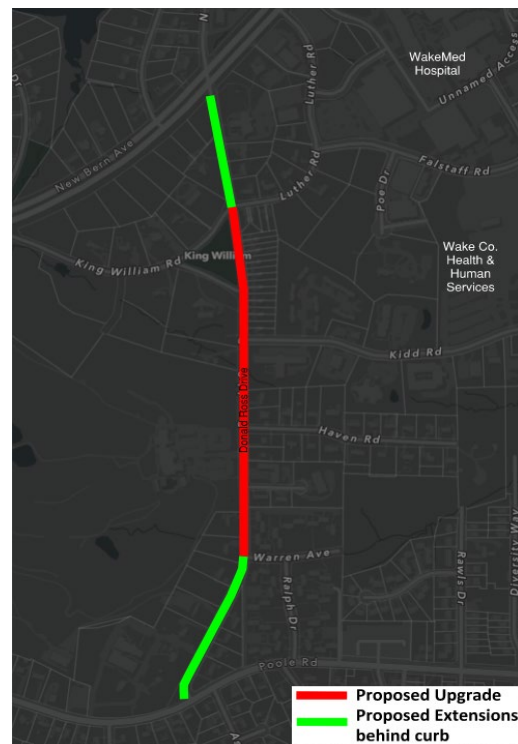 N
WakeMed
Hospital
Unnamed Access
Luther Rd
Dr
New Bern Ave
Falstaff Rd
Luther Rd
Poe Dr
King William Rd
King William
Wake Co.
Health &
Human
Services
Kidd Rd
Donald Ross Drive
Haven Rd
Warren Ave
Ralph Dr
Rawls Dr
Diversity Way
Poole Rd
Proposed Upgrade
Proposed Extensions
behind curb